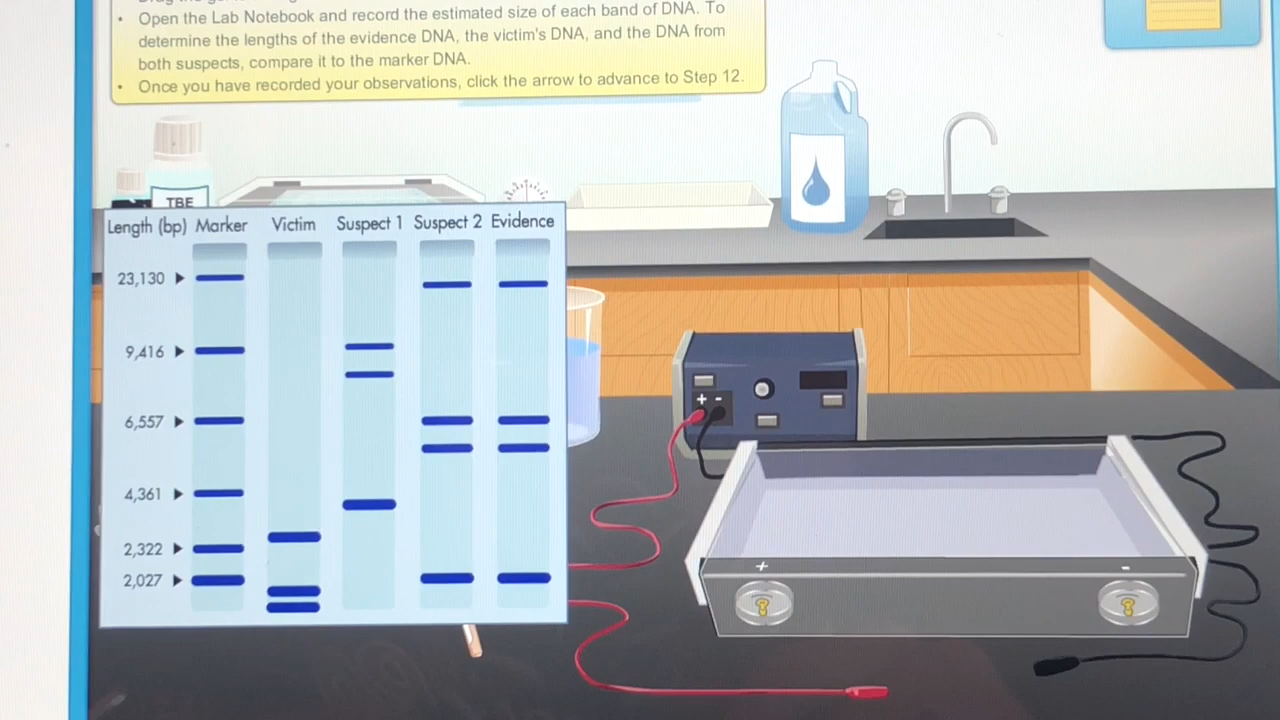 • Open the Lab Notebook and record the estimated size of each band of DNA. To
determine the lengths of the evidence DNA, the victim's DNA, and the DNA from
both suspects, compare it to the marker DNA.
• Once you have recorded your observations, click the arrow to advance to Step 12.
TBE
Length (bp) Marker Victim Suspect 1 Suspect 2 Evidence
23,130
9,416
6,557
4,361
2,322
2,027
+ -
+ -